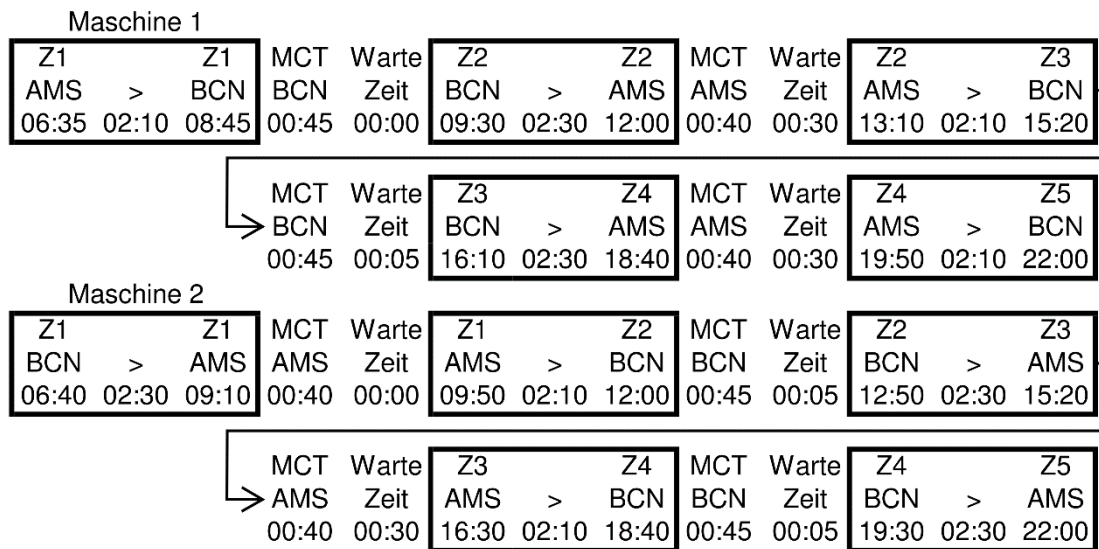 Maschine 1
Z1 Z1 MCT Warte Z2 Z2 MCT Warte Z2 Z3
AMS > BCN BCN Zeit BCN > AMS AMS Zeit AMS > BCN
06:35 02:10 08:45 00:45 00:00 09:30 02:30 12:00 00:40 00:30 13:10 02:10 15:20
MCT Warte Z3 Z4 MCT Warte Z4 Z5
BCN Zeit BCN > AMS AMS Zeit AMS > BCN
00:45 00:05 16:10 02:30 18:40 00:40 00:30 19:50 02:10 22:00
Maschine 2
Z1 Z1 MCT Warte Z1 Z2 MCT Warte Z2 Z3
BCN > AMS AMS Zeit AMS > BCN BCN Zeit BCN > AMS
06:40 02:30 09:10 00:40 00:00 09:50 02:10 12:00 00:45 00:05 12:50 02:30 15:20
MCT Warte Z3 Z4 MCT Warte Z4 Z5
AMS Zeit AMS > BCN BCN Zeit BCN > AMS
00:40 00:30 16:30 02:10 18:40 00:45 00:05 19:30 02:30 22:00